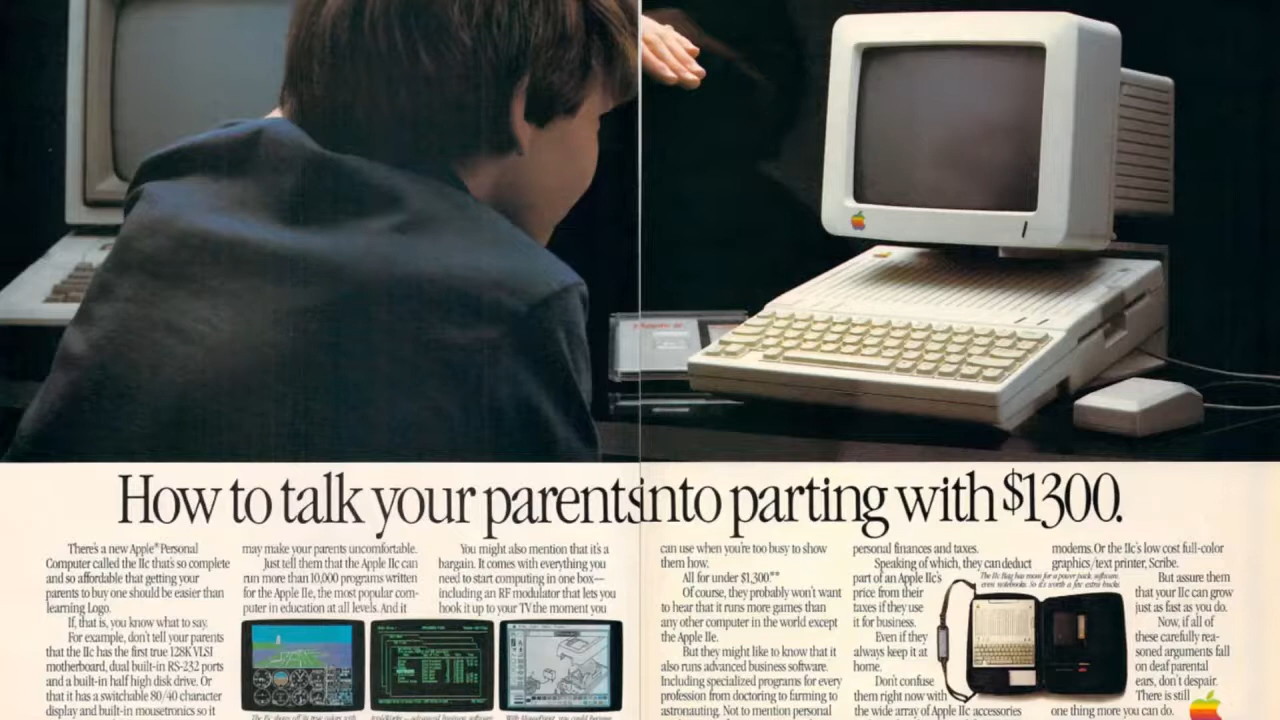 How to talk your parents into parting with $1300.
There's a new Apple® Personal
Computer called the IIc that's so complete
and so affordable that getting your
parents to buy one should be easier than
learning Logo.
If, that is, you know what to say.
For example, don't tell your parents
that the IIc has the first true 128K VLSI
motherboard, dual built-in RS-232 ports
and a built-in half high disk drive. Or
that it has a switchable 80/40 character
display and built-in mousetronics so it
may make your parents uncomfortable.
Just tell them that the Apple IIc can
run more than 10,000 programs written
for the Apple IIe, the most popular com-
puter in education at all levels. And it
You might also mention that it's a
bargain. It comes with everything you
need to start computing in one box—
including an RF modulator that lets you
hook it up to your TV the moment you
can use when you're too busy to show
them how.
All for under $1,300.**
Of course, they probably won't want
to hear that it runs more games than
any other computer in the world except
the Apple IIe.
But they might like to know that it
also runs advanced business software.
Including specialized programs for every
profession from doctoring to farming to
astronauting. Not to mention personal
personal finances and taxes.
Speaking of which, they can deduct
part of an Apple IIc's
price from their
taxes if they use
it for business.
Even if they
always keep it at
home.
Don't confuse
them right now with
the wide array of Apple IIc accessories
The IIc Bag has room for a power pack, software,
even notebooks. So it's worth a few extra bucks.
modems. Or the IIc's low cost full-color
graphics/text printer, Scribe.
But assure them
that your IIc can grow
just as fast as you do.
Now, if all of
these carefully rea-
soned arguments fall
on deaf parental
ears, don't despair.
There is still
one thing more you can do.